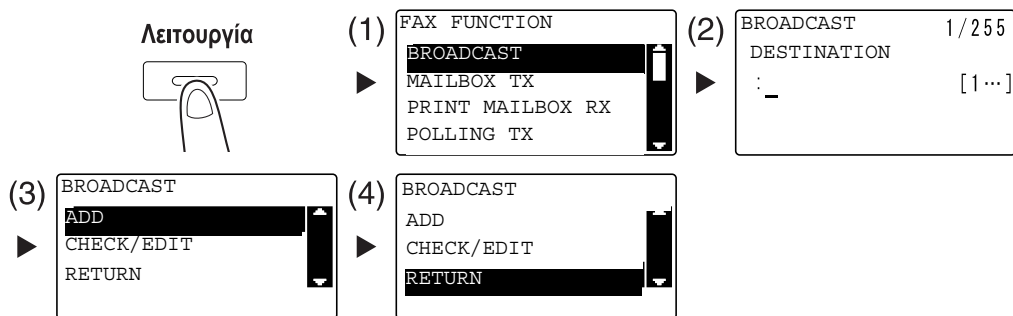 Λειτουργία
(1)
FAX FUNCTION
BROADCAST
MAILBOX TX
PRINT MAILBOX RX
POLLING TX
(2)
BROADCAST 1/255
DESTINATION
:_ [1…]
(3)
BROADCAST
ADD
CHECK/EDIT
RETURN
(4)
BROADCAST
ADD
CHECK/EDIT
RETURN